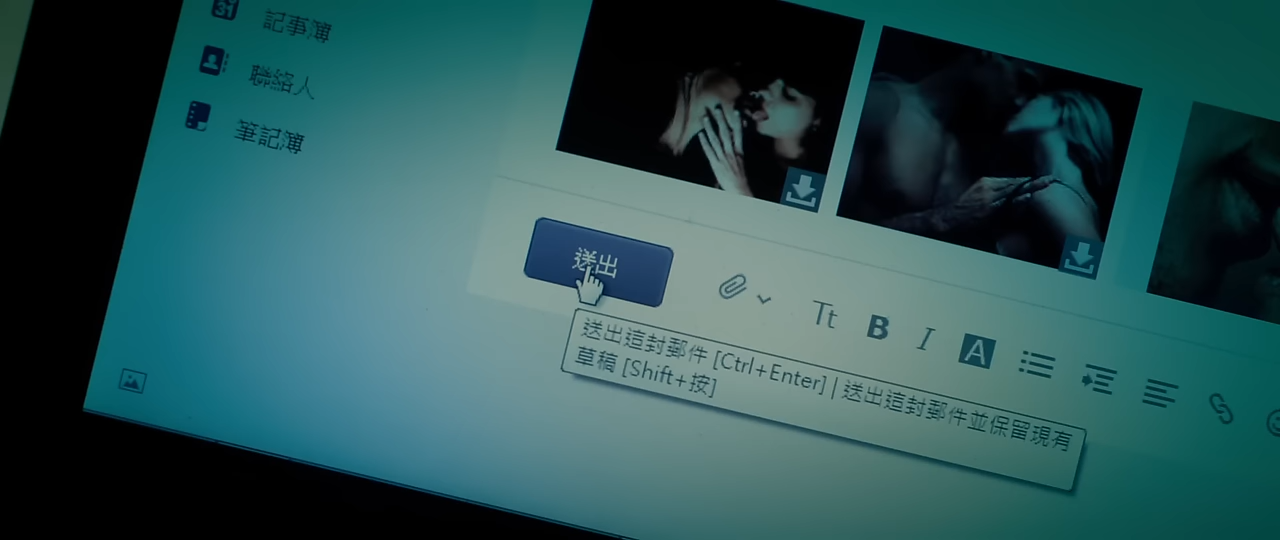 31
記事簿
聯絡人
筆記簿
送出
Tt B I A
送出這封郵件 [Ctrl+Enter] | 送出這封郵件並保留現有
草稿 [Shift+按]